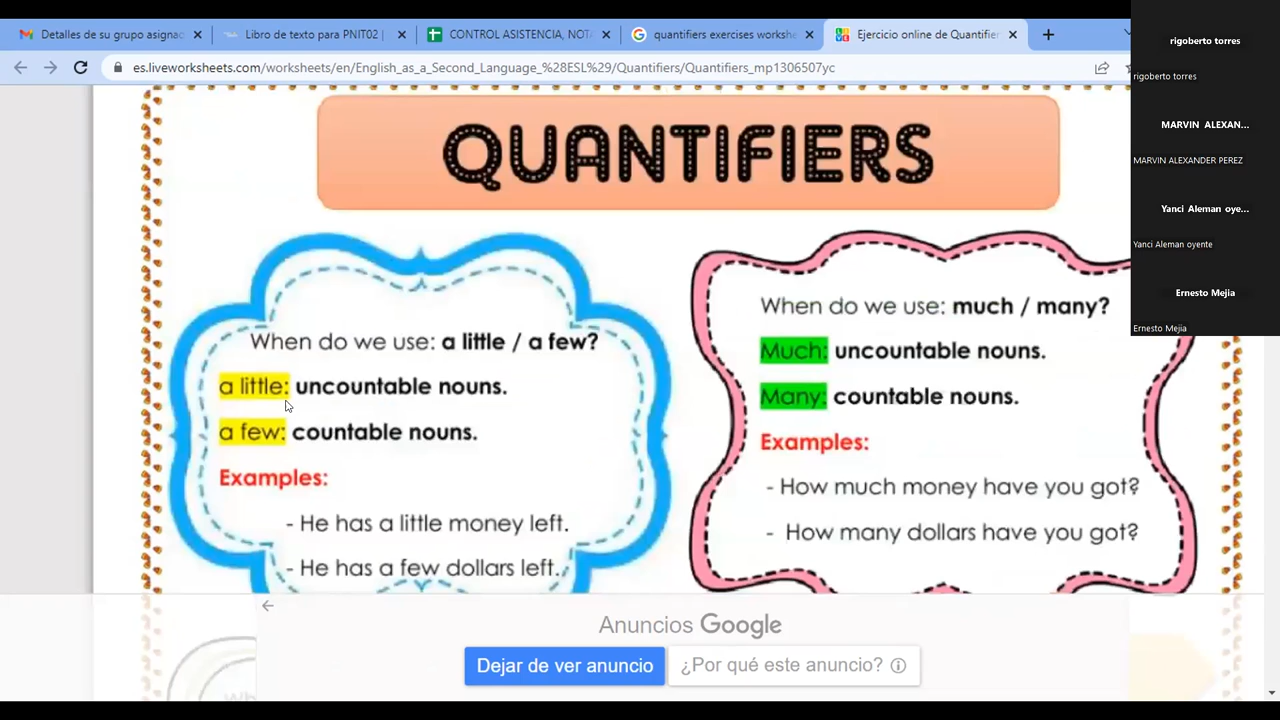 Detalles de su grupo asignac
Libro de texto para PNIT02 |
CONTROL ASISTENCIA, NOTA
quantifiers exercises workshe
Ejercicio online de Quantifier
es.liveworksheets.com/worksheets/en/English_as_a_Second_Language_%28ESL%29/Quantifiers/Quantifiers_mp1306507yc
rigoberto torres
rigoberto torres
MARVIN ALEXAN...
MARVIN ALEXANDER PEREZ
Yanci Aleman oye...
Yanci Aleman oyente
Ernesto Mejia
Ernesto Mejia
QUANTIFIERS
When do we use: a little / a few?
a little: uncountable nouns.
a few: countable nouns.
Examples:
- He has a little money left.
- He has a few dollars left.
When do we use: much / many?
Much: uncountable nouns.
Many: countable nouns.
Examples:
- How much money have you got?
- How many dollars have you got?
Anuncios Google
Dejar de ver anuncio
¿Por qué este anuncio?